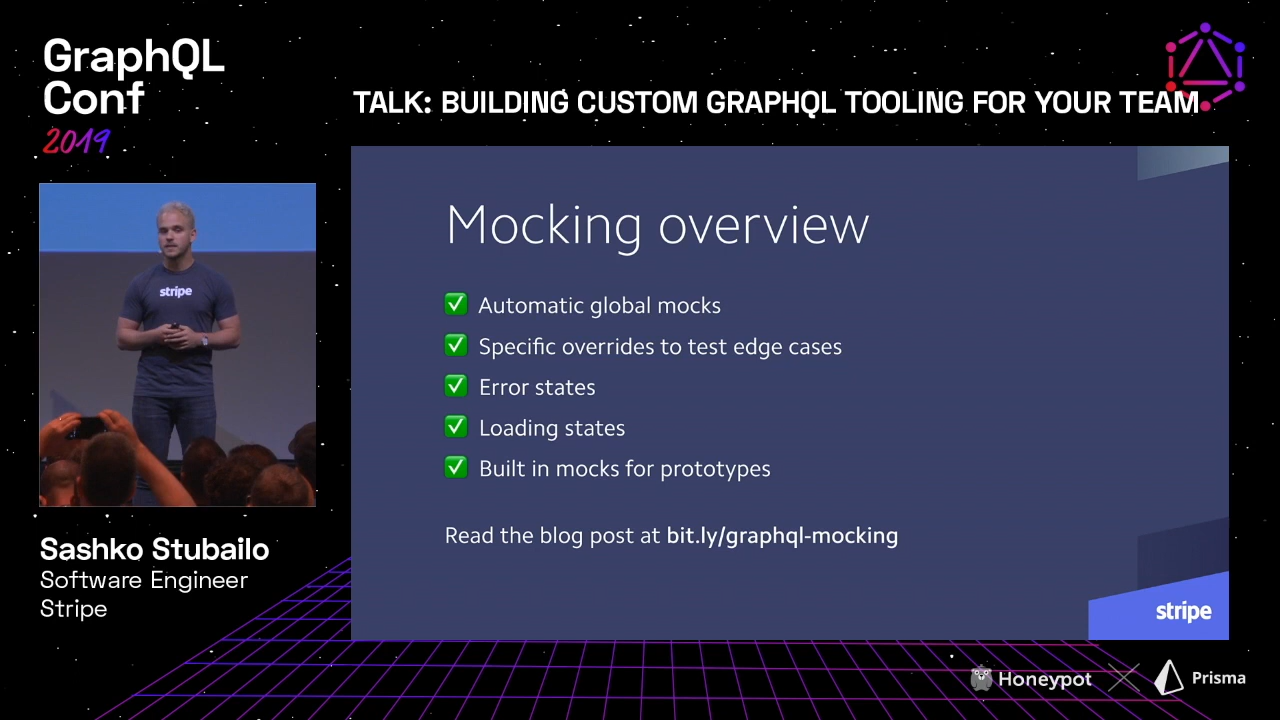 GraphQL
Conf
2019
TALK: BUILDING CUSTOM GRAPHQL TOOLING FOR YOUR TEAM
stripe
Mocking overview
✅ Automatic global mocks
✅ Specific overrides to test edge cases
✅ Error states
✅ Loading states
✅ Built in mocks for prototypes
Read the blog post at bit.ly/graphql-mocking
stripe
Sashko Stubailo
Software Engineer
Stripe
Honeypot
Prisma